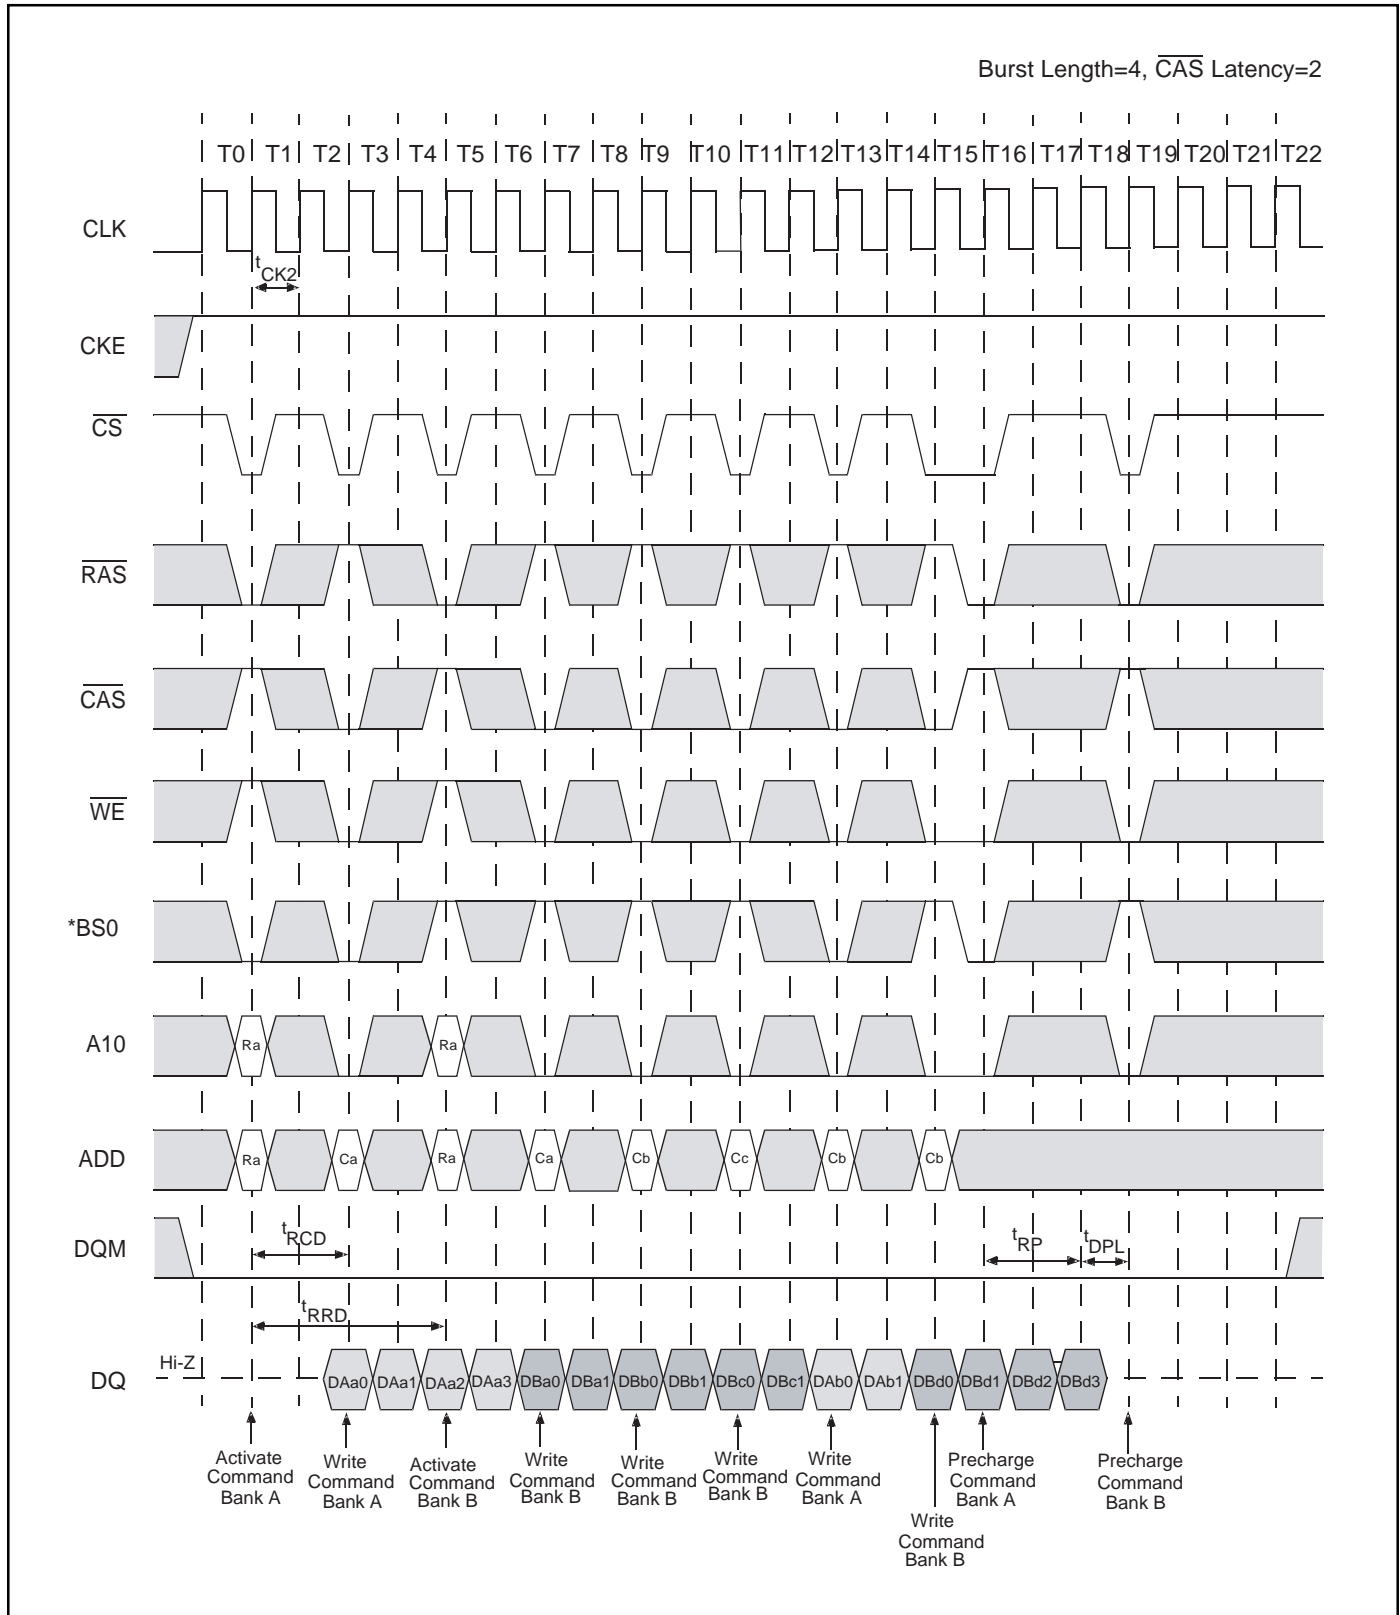 Burst Length=4, CAS Latency=2
T0 T1 T2 T3 T4 T5 T6 T7 T8 T9 T10 T11 T12 T13 T14 T15 T16 T17 T18 T19 T20 T21 T22
CLK
tCK2
CKE
CS
RAS
CAS
WE
*BS0
A10
Ra Ra
ADD
Ra Ca Ra Ca Cb Cc Cb Cb
DQM
tRCD
tRP
tDPL
tRRD
Hi-Z
DQ
DAa0 DAa1 DAa2 DAa3 DBa0 DBa1 DBb0 DBb1 DBc0 DBc1 DAb0 DAb1 DBd0 DBd1 DBd2 DBd3
Activate
Command
Bank A
Write
Command
Bank A
Activate
Command
Bank B
Write
Command
Bank B
Write
Command
Bank B
Write
Command
Bank B
Write
Command
Bank A
Write
Command
Bank B
Precharge
Command
Bank A
Precharge
Command
Bank B